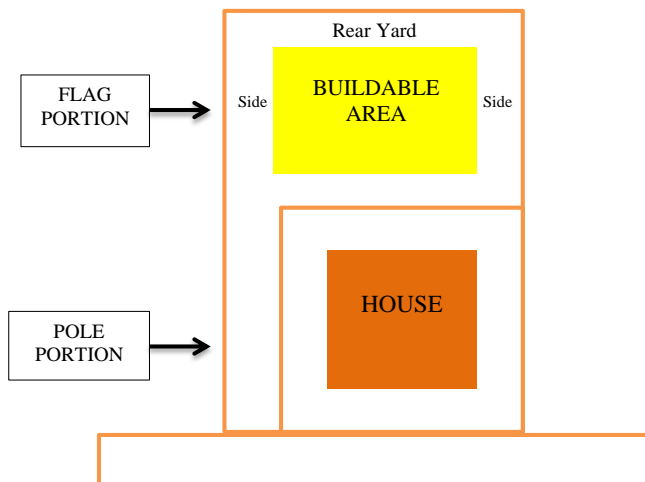 Rear Yard
FLAG
PORTION
Side
BUILDABLE
AREA
Side
HOUSE
POLE
PORTION